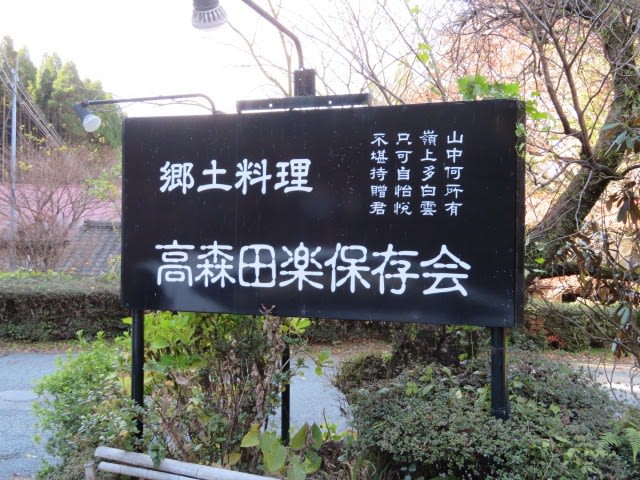 郷土料理
山中何所有
嶺上多白雲
只可自怡悦
不堪持贈君
高森田楽保存会